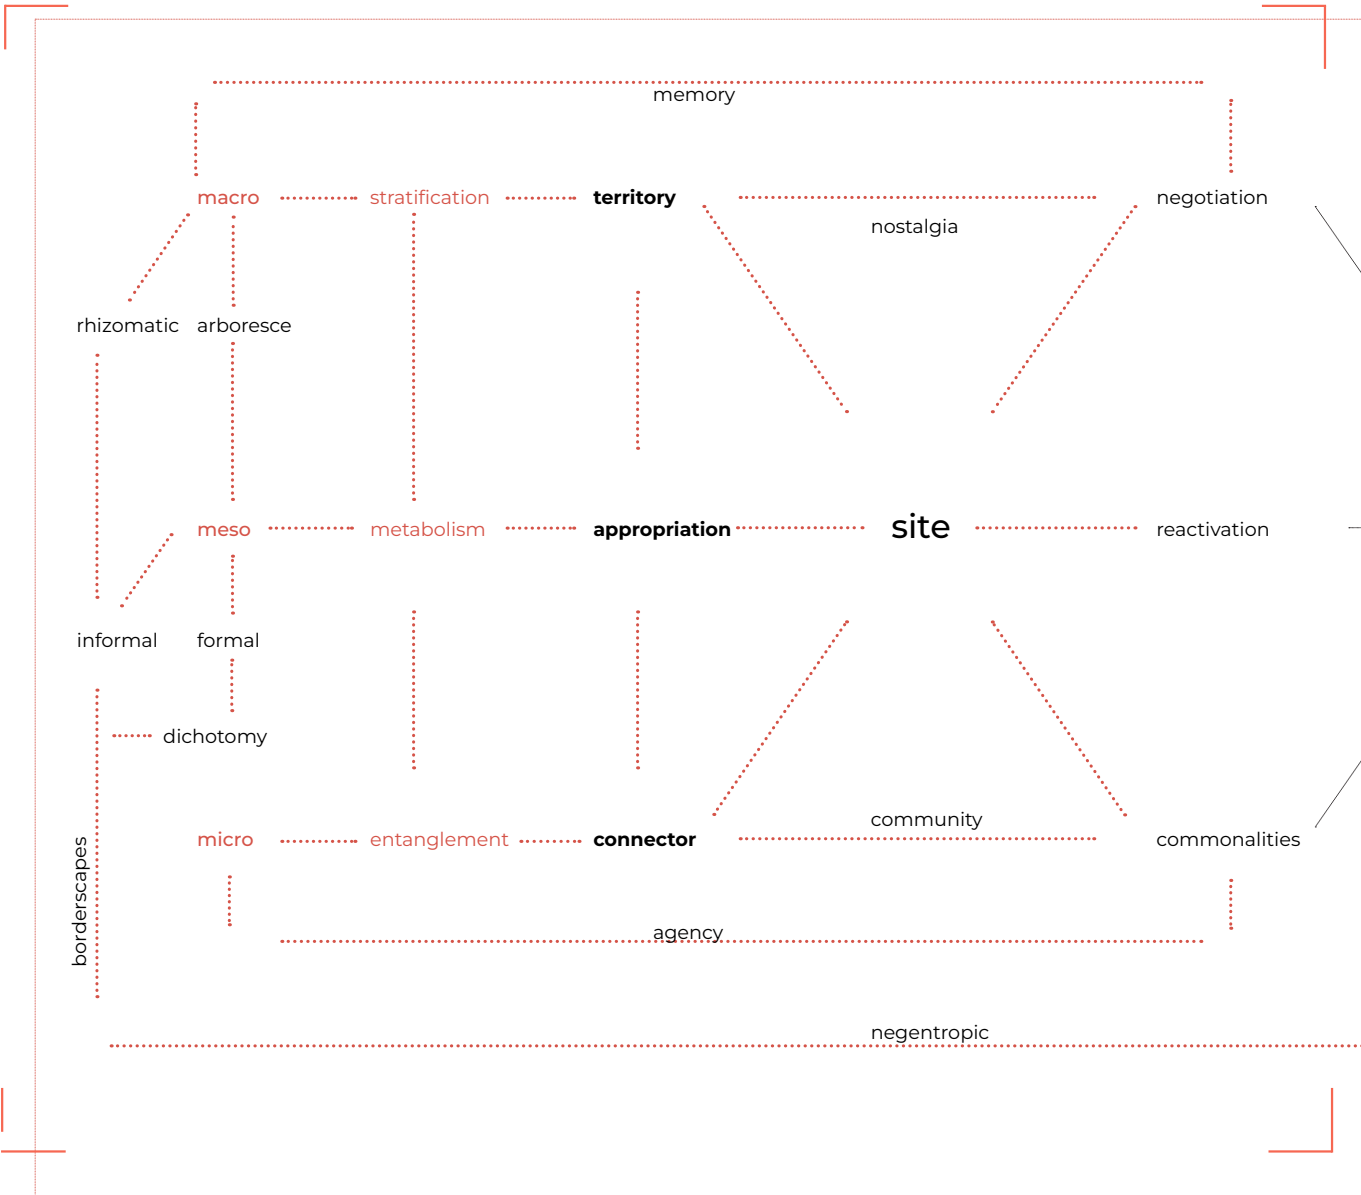 memory
macro stratification territory negotiation
nostalgia
rhizomatic arboresce
meso metabolism appropriation site reactivation
informal formal
dichotomy
community
micro entanglement connector commonalities
borderscapes
agency
negentropic